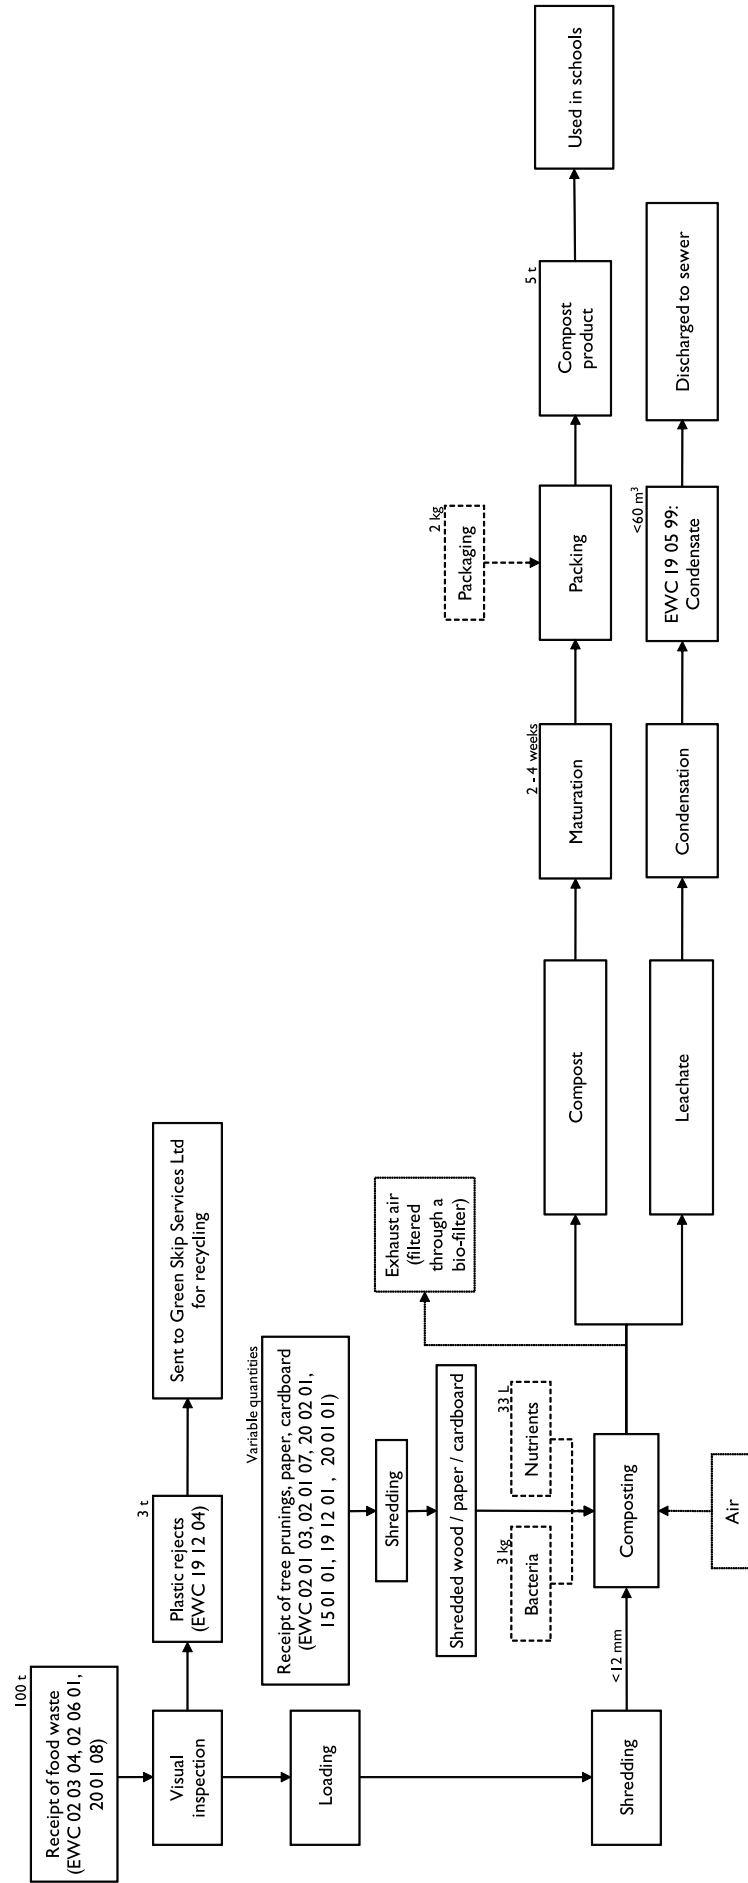 100 t
Receipt of food waste
(EWC 02 03 04, 02 06 01,
20 01 08)
Visual
inspection
3 t
Plastic rejects
(EWC 19 12 04)
Sent to Green Skip Services Ltd
for recycling
Loading
Variable quantities
Receipt of tree prunings, paper, cardboard
(EWC 02 01 03, 02 01 07, 20 02 01,
15 01 01, 19 12 01 , 20 01 01)
Shredding
Shredded wood / paper / cardboard
Exhaust air
(filtered
through a
bio-filter)
3 kg
Bacteria
33 L
Nutrients
Shredding
<12 mm
Composting
Air
Compost
2 - 4 weeks
Maturation
2 kg
Packaging
Packing
5 t
Compost
product
Used in schools
Leachate
Condensation
<60 m³
EWC 19 05 99:
Condensate
Discharged to sewer